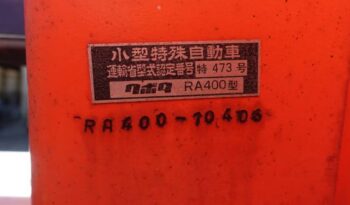 小型特殊自動車
運輸省型式認定番号 特 473 号
クボタ RA400型
RA400-10406